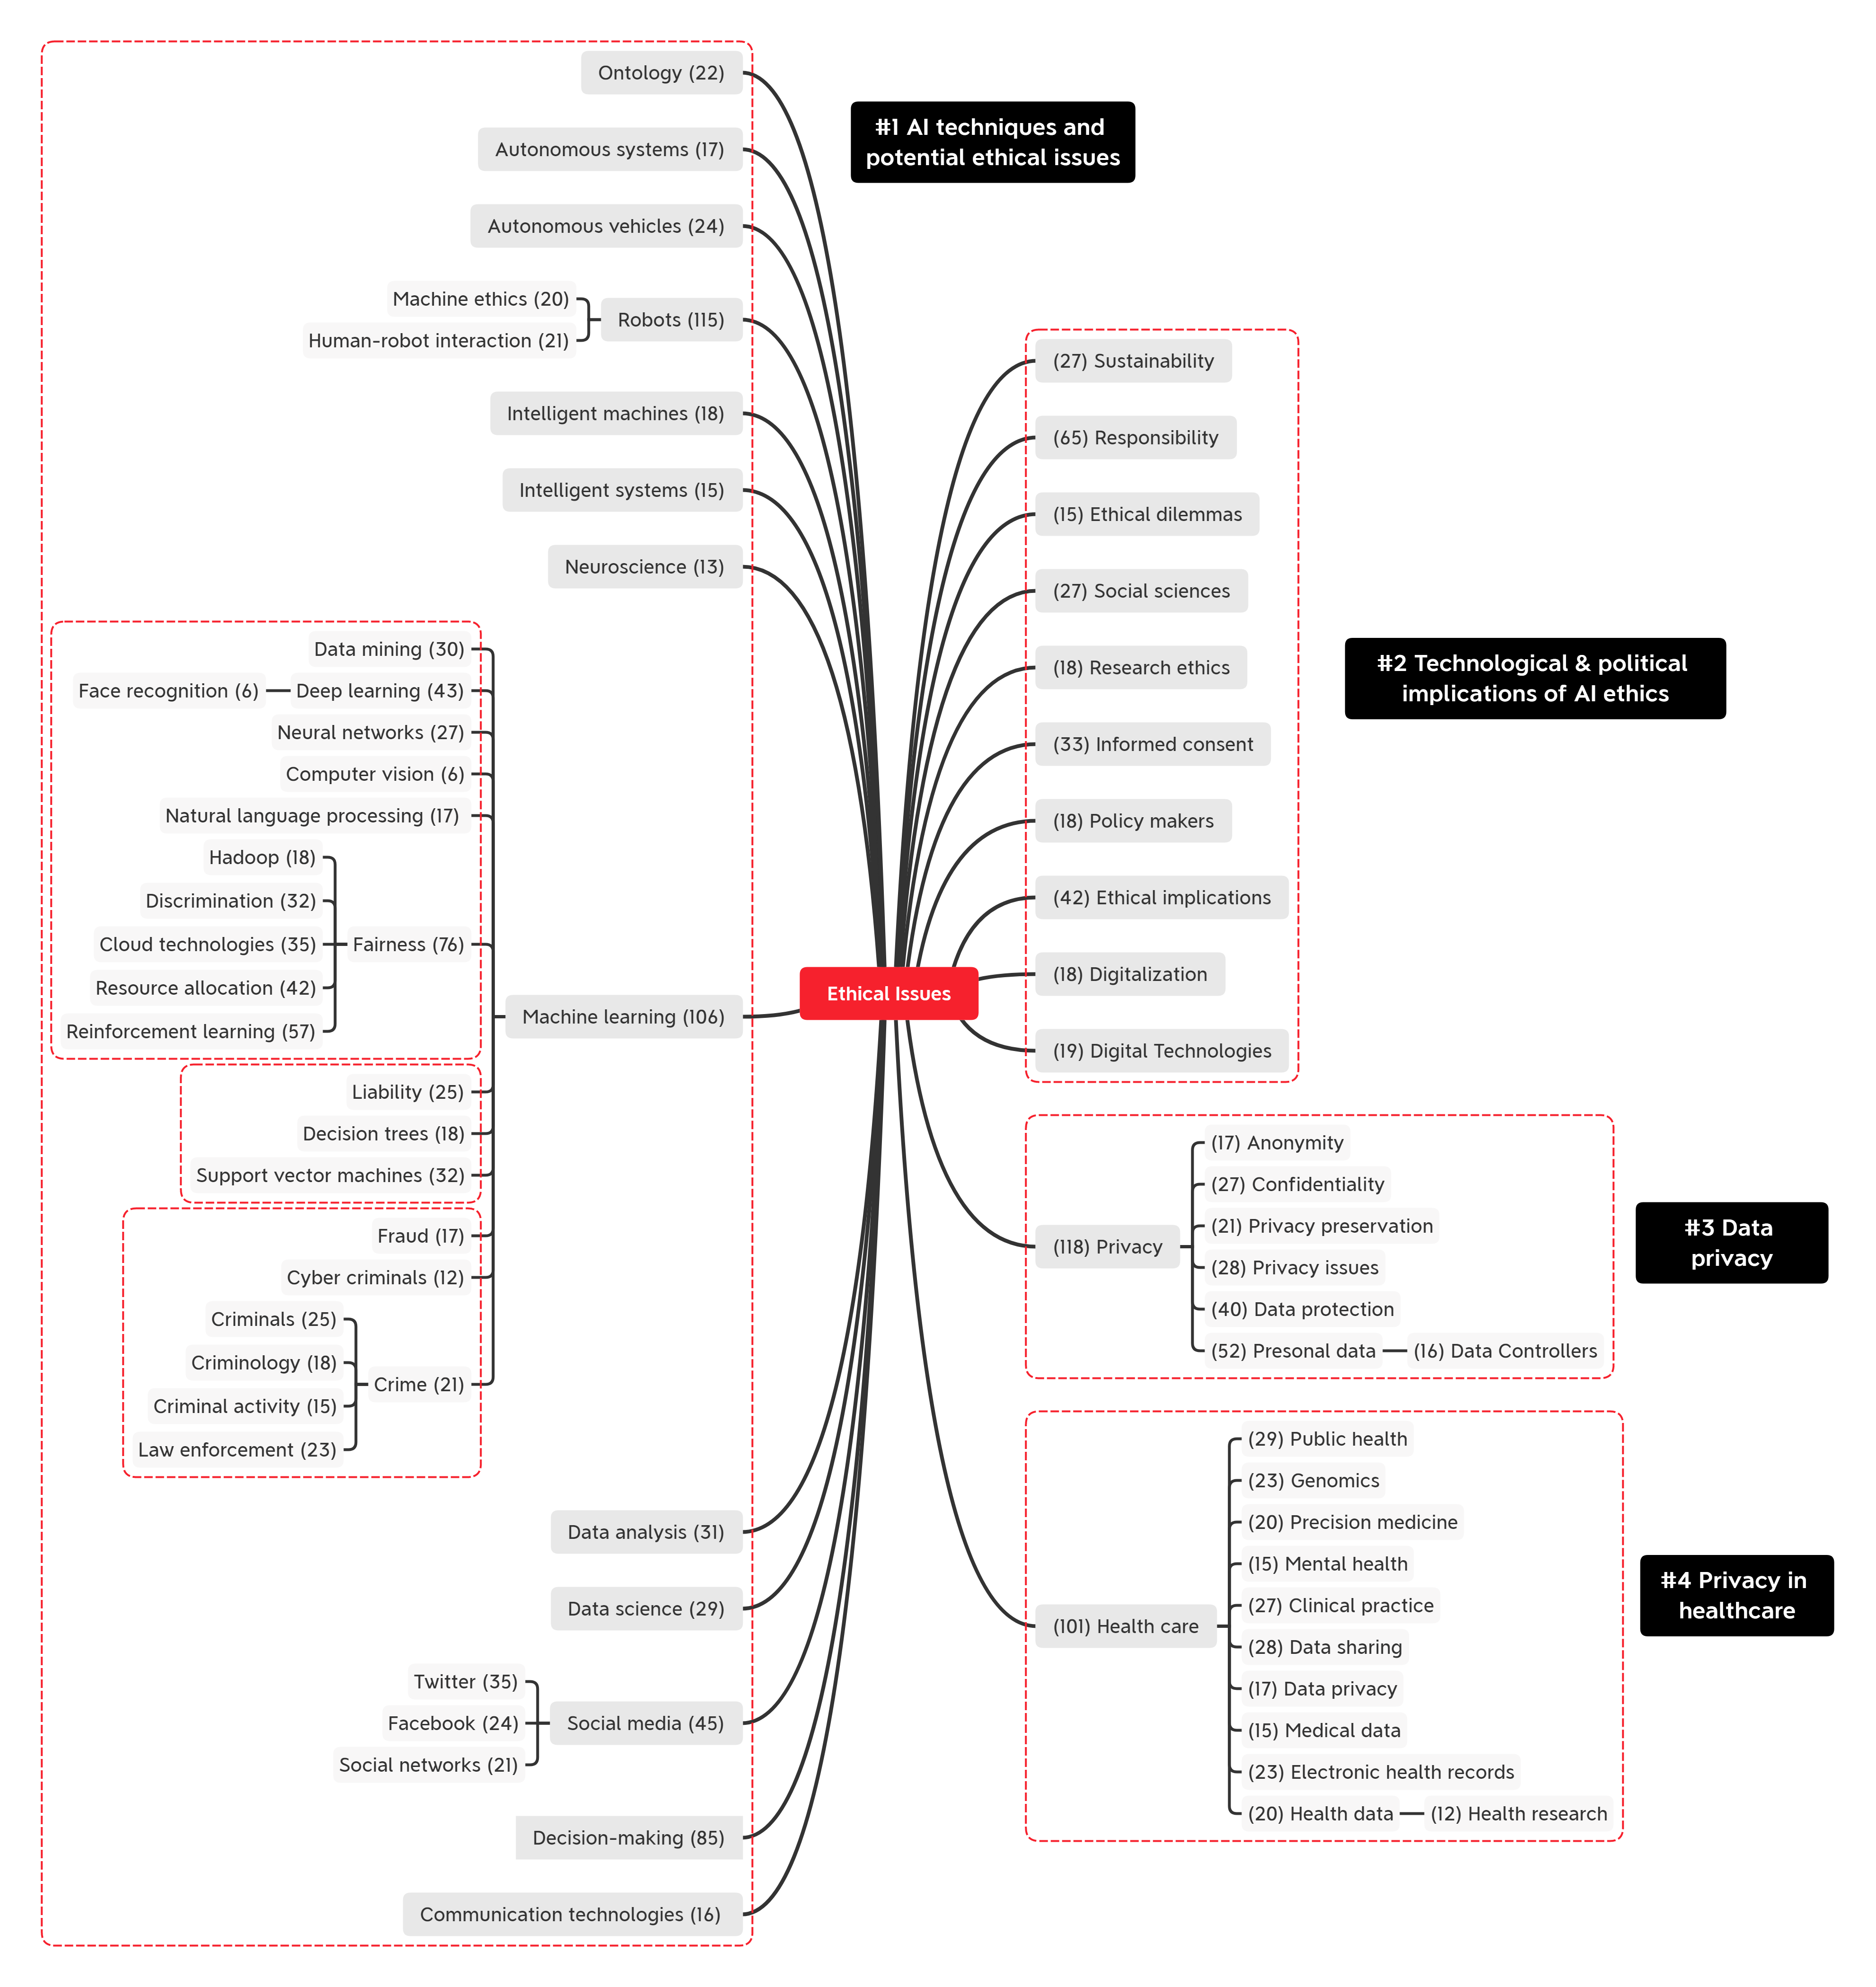 Ontology (22)
#1 AI techniques and
potential ethical issues
Autonomous systems (17)
Autonomous vehicles (24)
Machine ethics (20)
Human-robot interaction (21)
Robots (115)
Intelligent machines (18)
Intelligent systems (15)
Neuroscience (13)
Data mining (30)
Face recognition (6)
Deep learning (43)
Neural networks (27)
Computer vision (6)
Natural language processing (17)
Hadoop (18)
Discrimination (32)
Cloud technologies (35)
Fairness (76)
Resource allocation (42)
Reinforcement learning (57)
Machine learning (106)
Liability (25)
Decision trees (18)
Support vector machines (32)
Fraud (17)
Cyber criminals (12)
Criminals (25)
Criminology (18)
Crime (21)
Criminal activity (15)
Law enforcement (23)
Data analysis (31)
Data science (29)
Twitter (35)
Facebook (24)
Social media (45)
Social networks (21)
Decision-making (85)
Communication technologies (16)
Ethical Issues
(27) Sustainability
(65) Responsibility
(15) Ethical dilemmas
(27) Social sciences
(18) Research ethics
(33) Informed consent
(18) Policy makers
(42) Ethical implications
(18) Digitalization
(19) Digital Technologies
#2 Technological & political
implications of AI ethics
(118) Privacy
(17) Anonymity
(27) Confidentiality
(21) Privacy preservation
(28) Privacy issues
(40) Data protection
(52) Presonal data
(16) Data Controllers
#3 Data
privacy
(101) Health care
(29) Public health
(23) Genomics
(20) Precision medicine
(15) Mental health
(27) Clinical practice
(28) Data sharing
(17) Data privacy
(15) Medical data
(23) Electronic health records
(20) Health data
(12) Health research
#4 Privacy in
healthcare